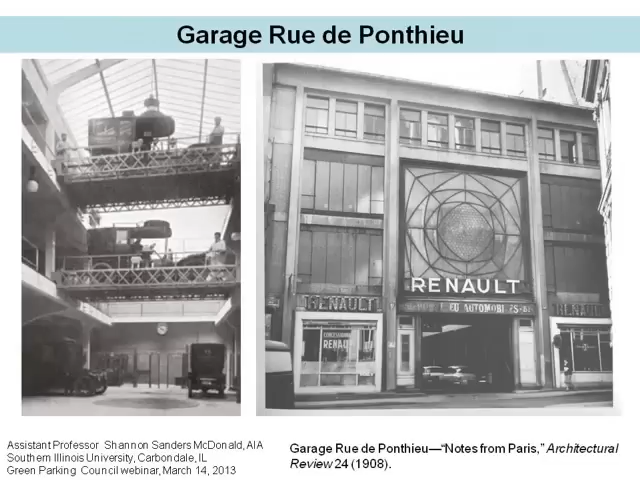 Garage Rue de Ponthieu
RENAULT
RENAULT
RENAULT
Assistant Professor Shannon Sanders McDonald, AIA
Southern Illinois University, Carbondale, IL
Green Parking Council webinar, March 14, 2013
Garage Rue de Ponthieu—“Notes from Paris,” Architectural
Review 24 (1908).